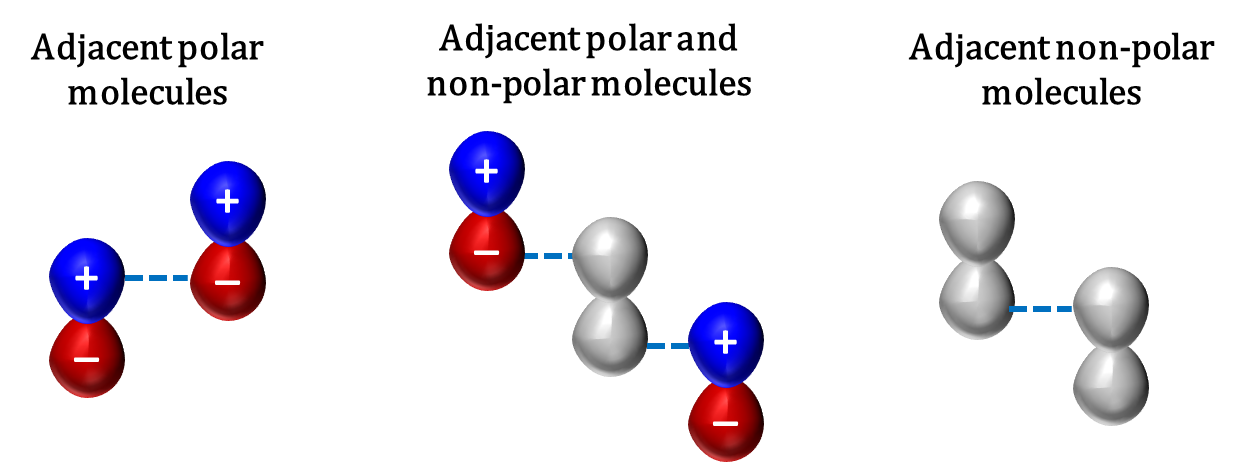 Adjacent polar
molecules
Adjacent polar and
non-polar molecules
Adjacent non-polar
molecules
+
−
+
−
+
−
+
−